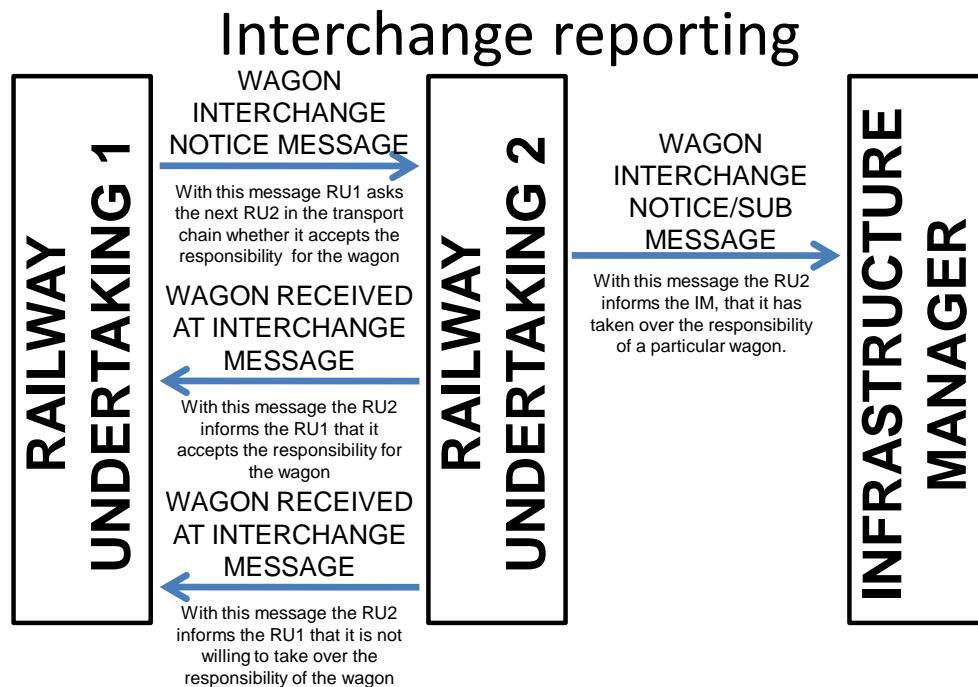 Interchange reporting
RAILWAY
UNDERTAKING 1
WAGON
INTERCHANGE
NOTICE MESSAGE
With this message RU1 asks
the next RU2 in the transport
chain whether it accepts the
responsibility for the wagon
WAGON RECEIVED
AT INTERCHANGE
MESSAGE
With this message the RU2
informs the RU1 that it
accepts the responsibility for
the wagon
WAGON RECEIVED
AT INTERCHANGE
MESSAGE
With this message the RU2
informs the RU1 that it is not
willing to take over the
responsibility of the wagon
RAILWAY
UNDERTAKING 2
WAGON
INTERCHANGE
NOTICE/SUB
MESSAGE
With this message the RU2
informs the IM, that it has
taken over the responsibility
of a particular wagon.
INFRASTRUCTURE
MANAGER